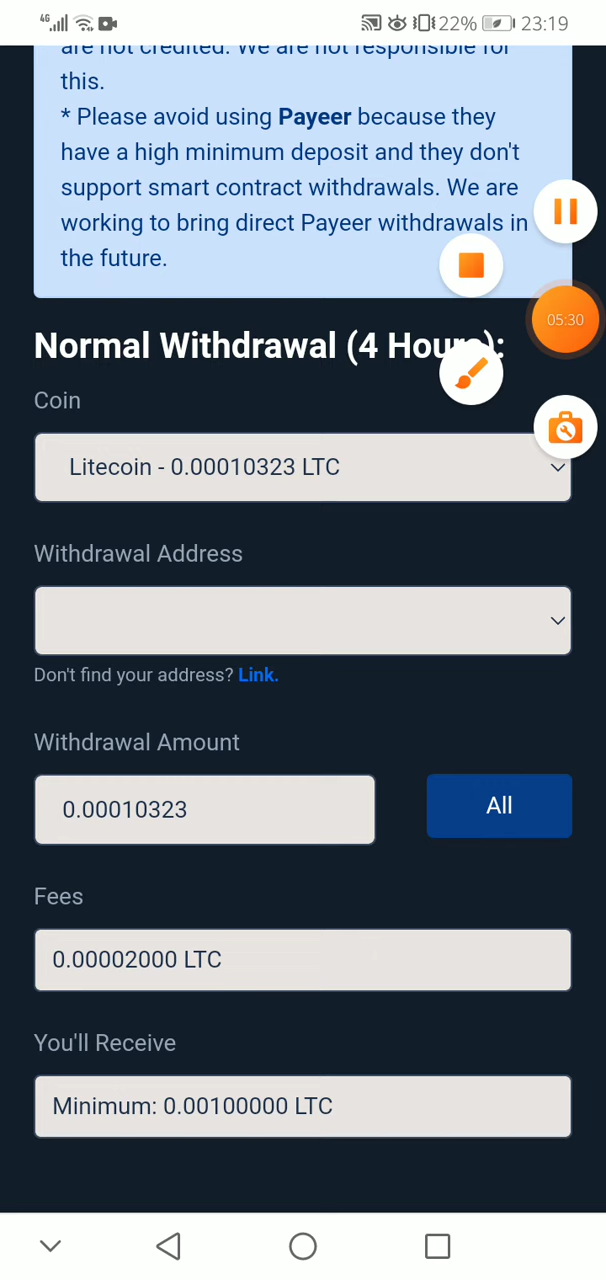 4G 22% 23:19
are not credited. We are not responsible for
this.
* Please avoid using Payeer because they
have a high minimum deposit and they don't
support smart contract withdrawals. We are
working to bring direct Payeer withdrawals in
the future.
05:30
Normal Withdrawal (4 Hours):
Coin
Litecoin - 0.00010323 LTC
Withdrawal Address
Don't find your address? Link.
Withdrawal Amount
0.00010323
All
Fees
0.00002000 LTC
You'll Receive
Minimum: 0.00100000 LTC